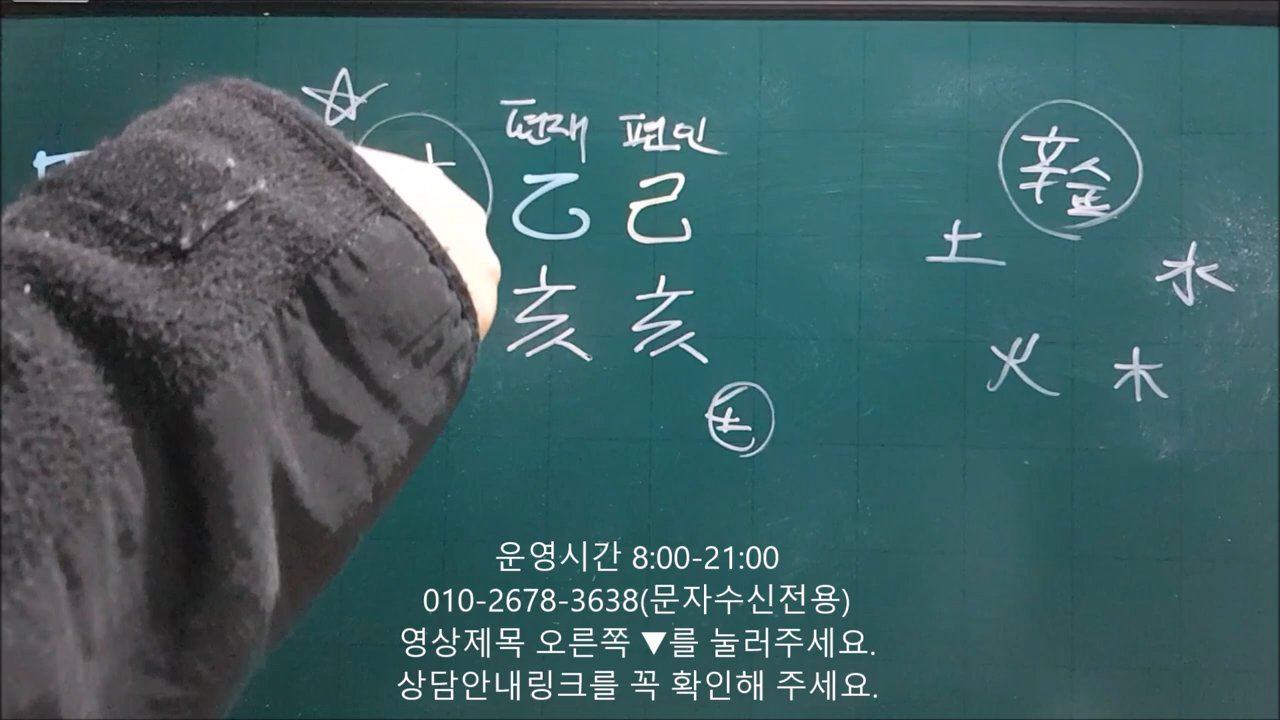 편재 편인
乙 己
亥 亥
辛金
土 水
火 木
운영시간 8:00-21:00
010-2678-3638(문자수신전용)
영상제목 오른쪽 ▼를 눌러주세요.
상담안내링크를 꼭 확인해 주세요.